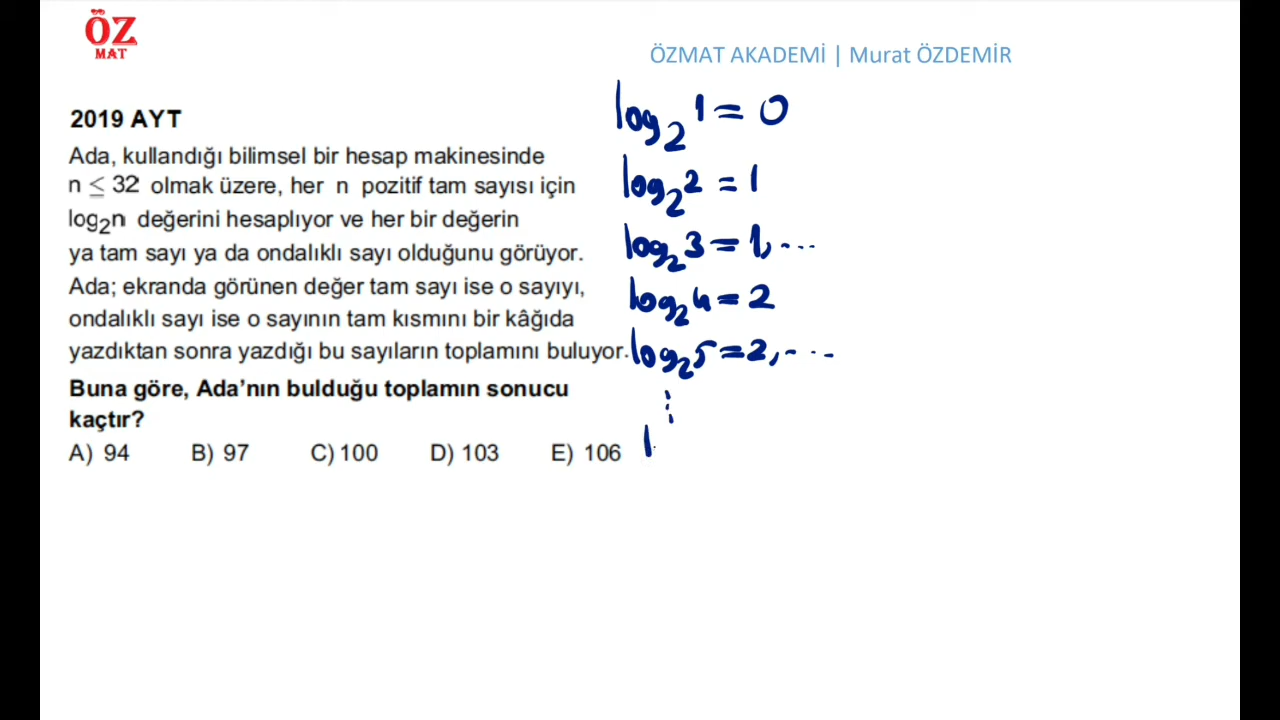 ÖZ
MAT
ÖZMAT AKADEMİ | Murat ÖZDEMİR
2019 AYT
Ada, kullandığı bilimsel bir hesap makinesinde
n ≤ 32 olmak üzere, her n pozitif tam sayısı için
log₂n değerini hesaplıyor ve her bir değerin
ya tam sayı ya da ondalıklı sayı olduğunu görüyor.
Ada; ekranda görünen değer tam sayı ise o sayıyı,
ondalıklı sayı ise o sayının tam kısmını bir kâğıda
yazdıktan sonra yazdığı bu sayıların toplamını buluyor.
Buna göre, Ada'nın bulduğu toplamın sonucu
kaçtır?
A) 94 B) 97 C) 100 D) 103 E) 106
log₂1 = 0
log₂2 = 1
log₂3 = 1, ...
log₂4 = 2
log₂5 = 2, ...
⋮